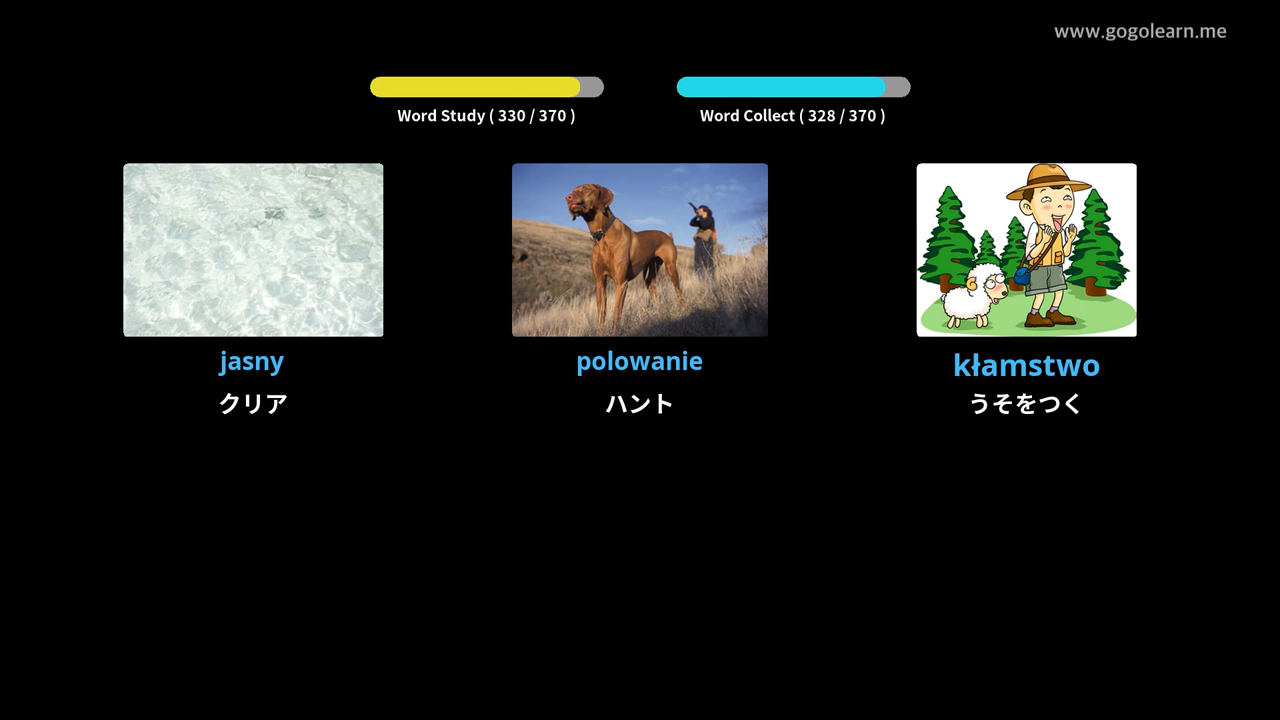 www.gogolearn.me
Word Study ( 330 / 370 )
Word Collect ( 328 / 370 )
jasny
polowanie
kłamstwo
クリア
ハント
うそをつく